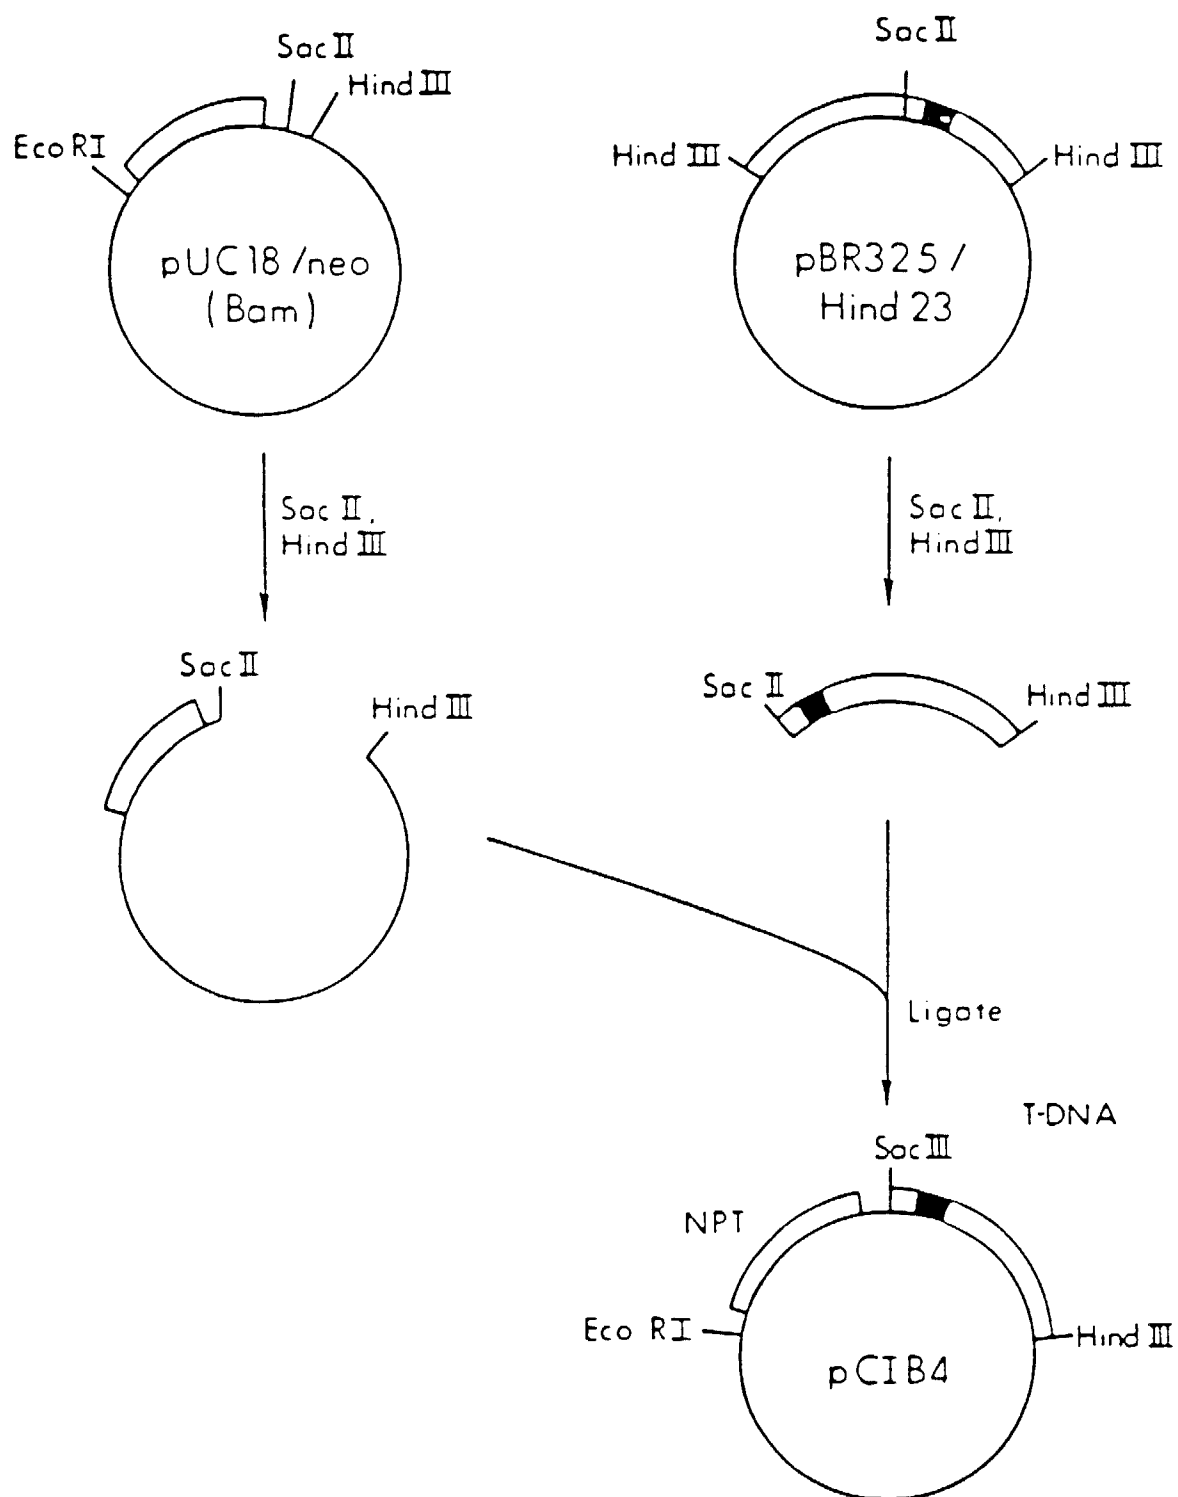 Sac II
Hind III
Eco RI
pUC18/neo
(Bam)
Sac II
Hind III
Hind III
pBR325/
Hind 23
Sac II,
Hind III
Sac II,
Hind III
Sac II
Hind III
Sac II
Hind III
Ligate
T-DNA
Sac III
NPT
Eco RI
Hind III
pCIB4